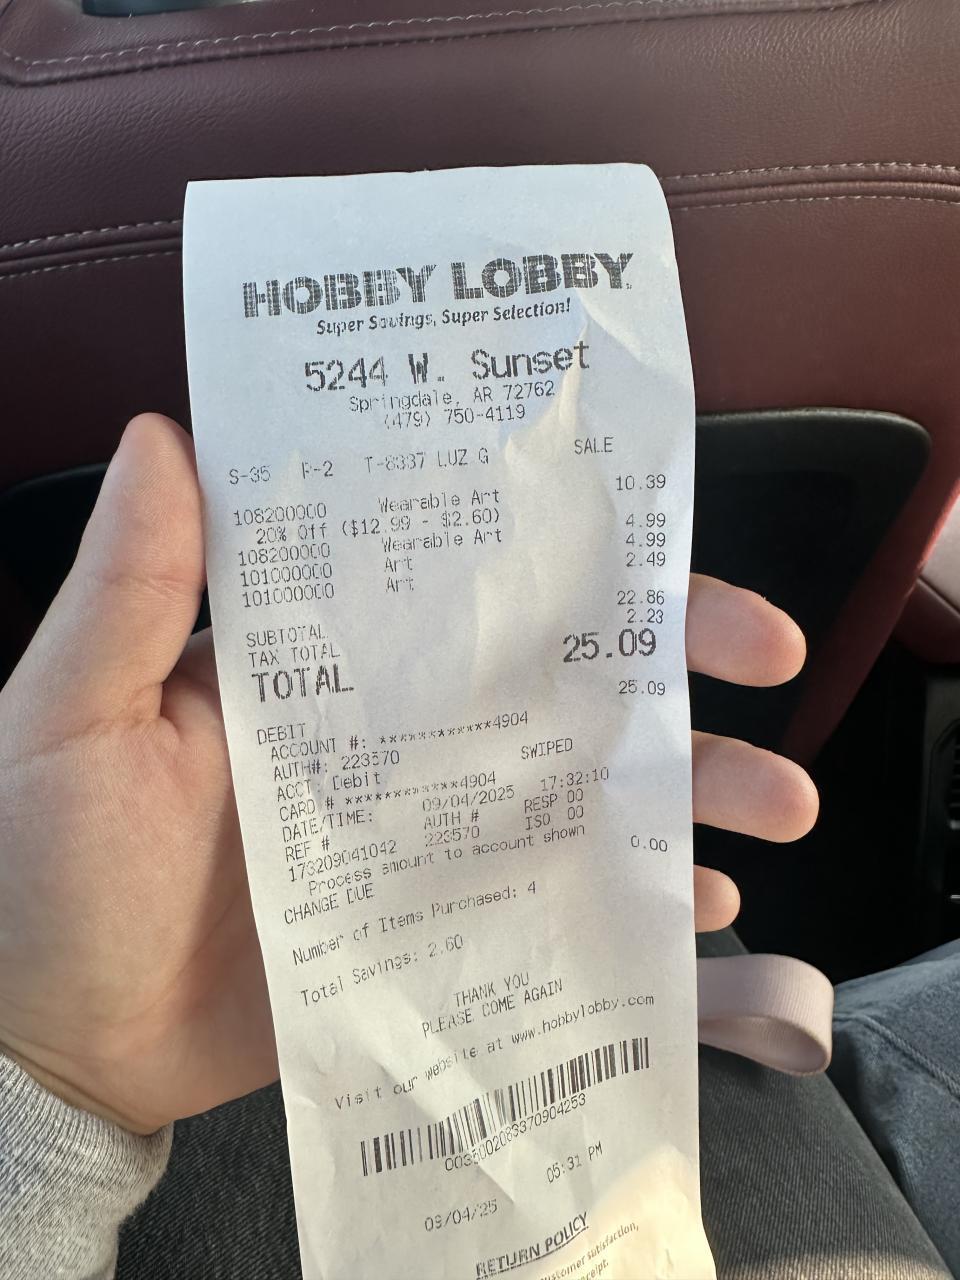 HOBBY LOBBY
Super Savings, Super Selection!
5244 W. Sunset
Springdale, AR 72762
(479) 750-4119
S-35 R-2 T-8337 LUZ G SALE
108200000 Wearable Art 10.39
20% Off ($12.99 - $2.60)
108200000 Wearable Art 4.99
101000000 Art 4.99
101000000 Art 2.49
SUBTOTAL 22.86
TAX TOTAL 2.23
TOTAL 25.09
DEBIT 25.09
ACCOUNT #: ************4904
AUTH#: 223570 SWIPED
ACCT: Debit
CARD # ************4904
DATE/TIME: 09/04/2025 17:32:10
REF # AUTH # RESP 00
173209041042 223570 ISO 00
Process amount to account shown
CHANGE DUE 0.00
Number of Items Purchased: 4
Total Savings: 2.60
THANK YOU
PLEASE COME AGAIN
Visit our website at www.hobbylobby.com
0035002083370904253
09/04/25 05:31 PM
RETURN POLICY
customer satisfaction,
receipt.